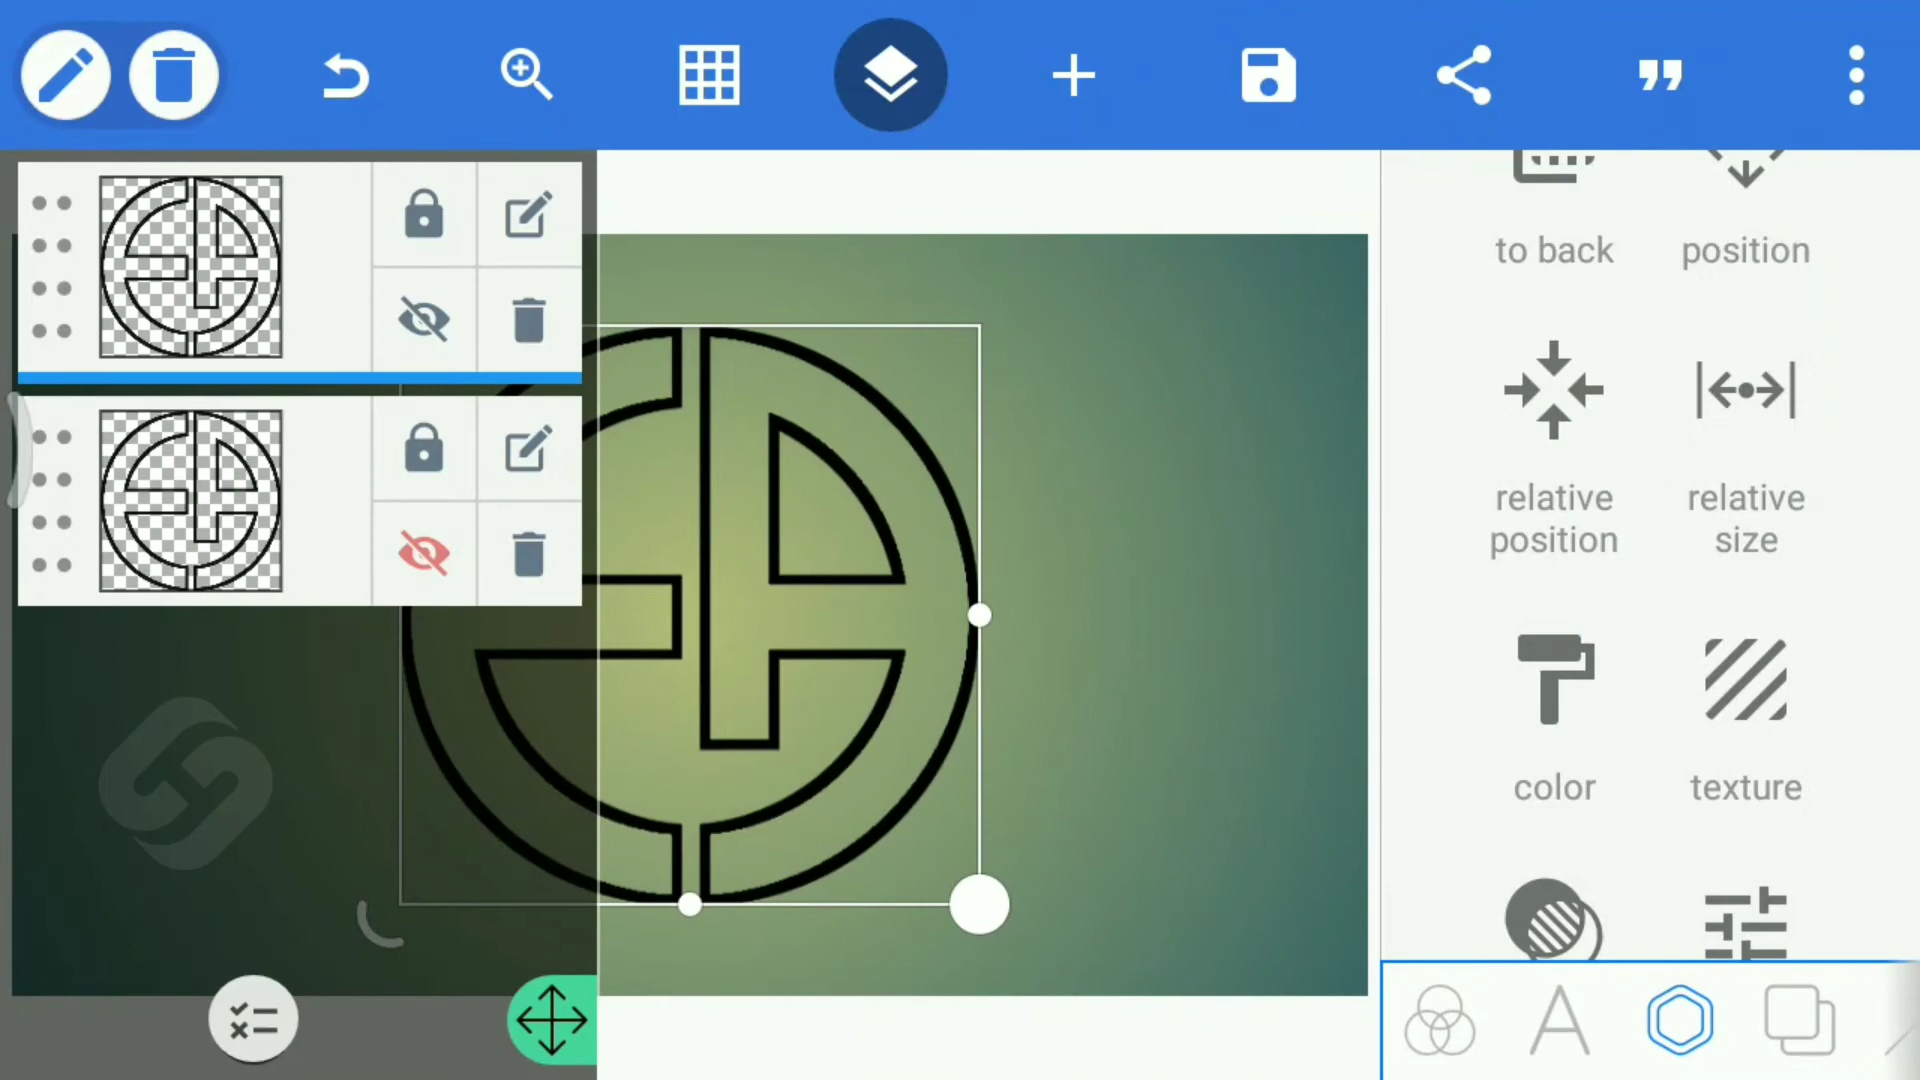 to back
position
relative
position
relative
size
color
texture